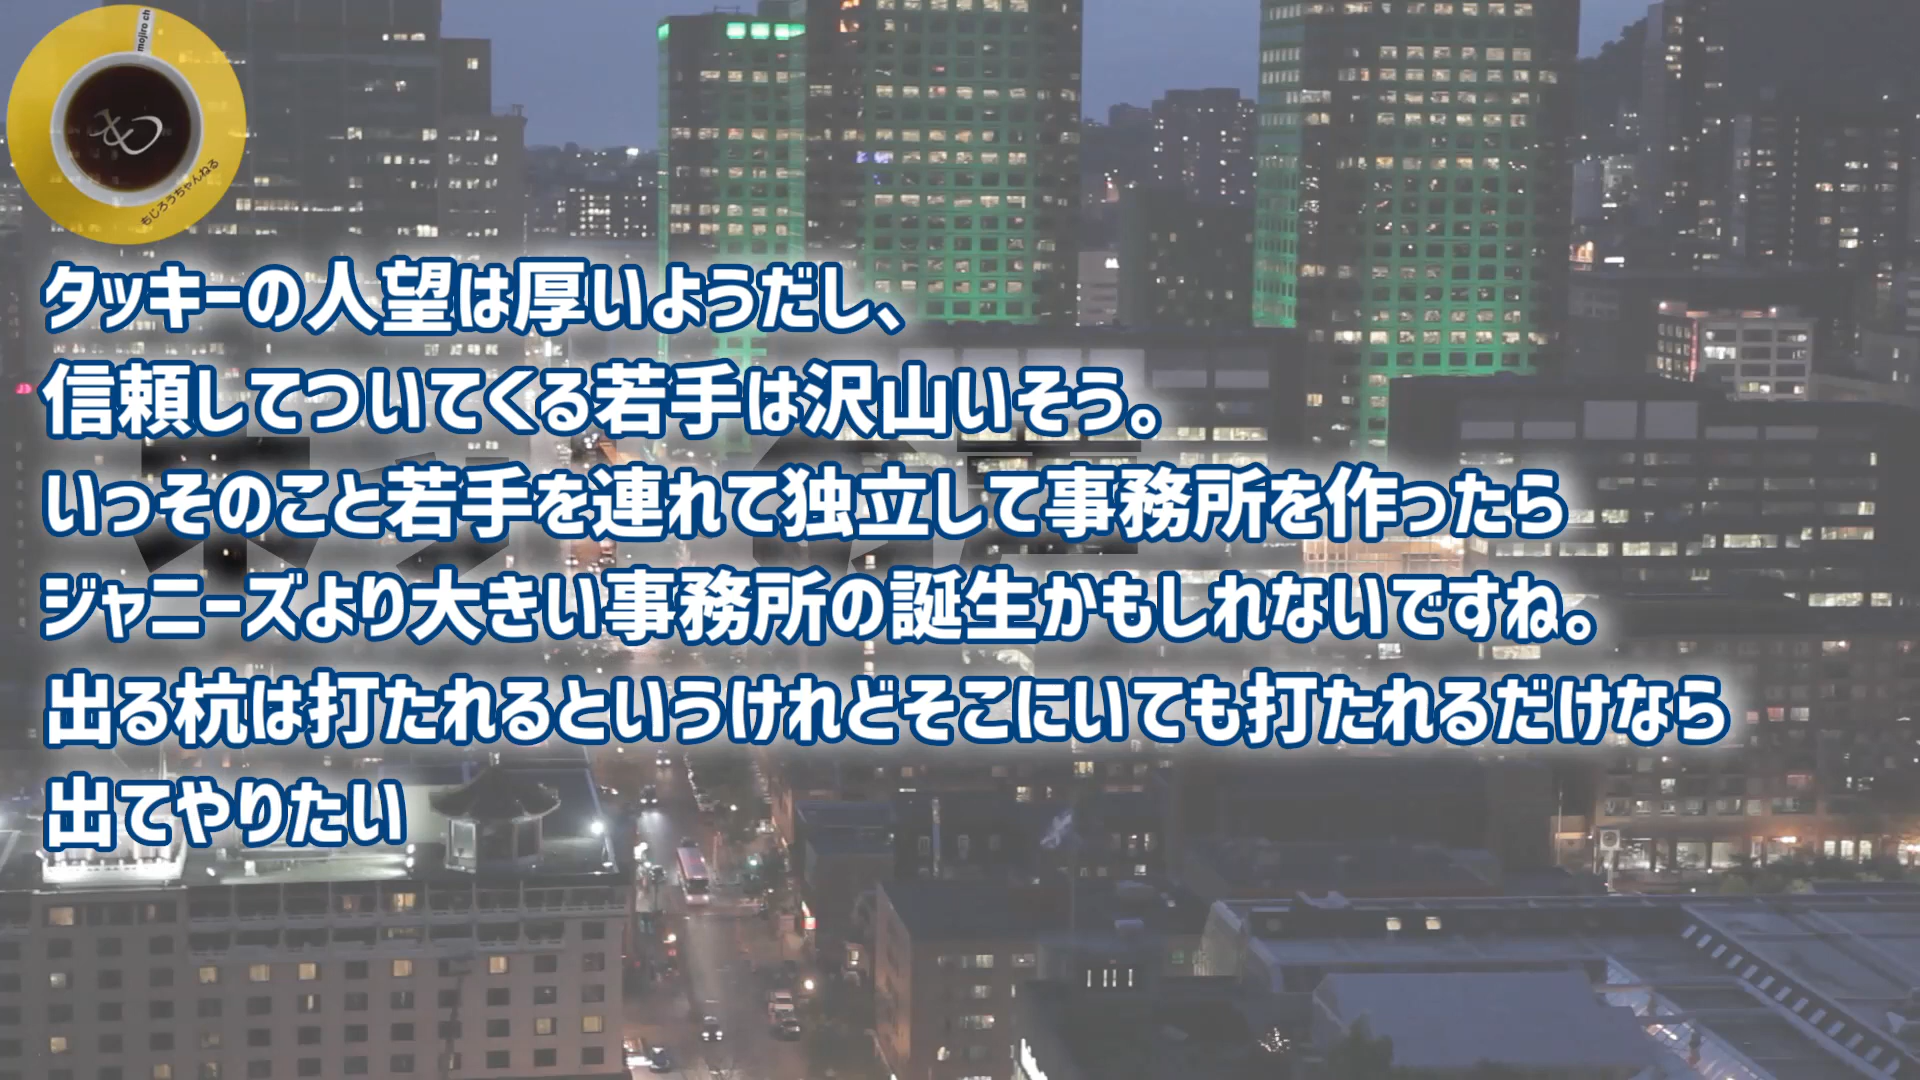 mojiro ch
も
もじろうちゃんねる
タッキーの人望は厚いようだし、
信頼してついてくる若手は沢山いそう。
いっそのこと若手を連れて独立して事務所を作ったら
ジャニーズより大きい事務所の誕生かもしれないですね。
出る杭は打たれるというけれどそこにいても打たれるだけなら
出てやりたい